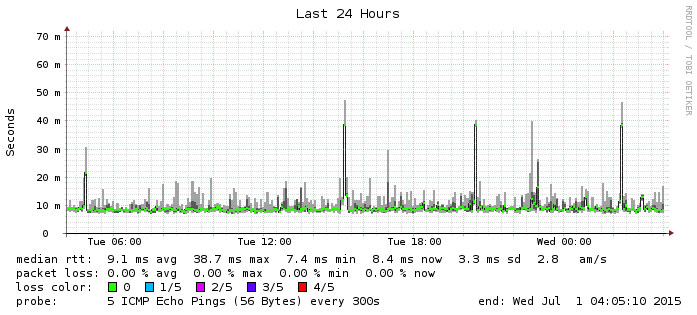 Last 24 Hours
RRDTOOL / TOBI OETIKER
Seconds
70 m
60 m
50 m
40 m
30 m
20 m
10 m
0
Tue 06:00 Tue 12:00 Tue 18:00 Wed 00:00
median rtt: 9.1 ms avg 38.7 ms max 7.4 ms min 8.4 ms now 3.3 ms sd 2.8 am/s
packet loss: 0.00 % avg 0.00 % max 0.00 % min 0.00 % now
loss color: 0 1/5 2/5 3/5 4/5
probe: 5 ICMP Echo Pings (56 Bytes) every 300s end: Wed Jul 1 04:05:10 2015